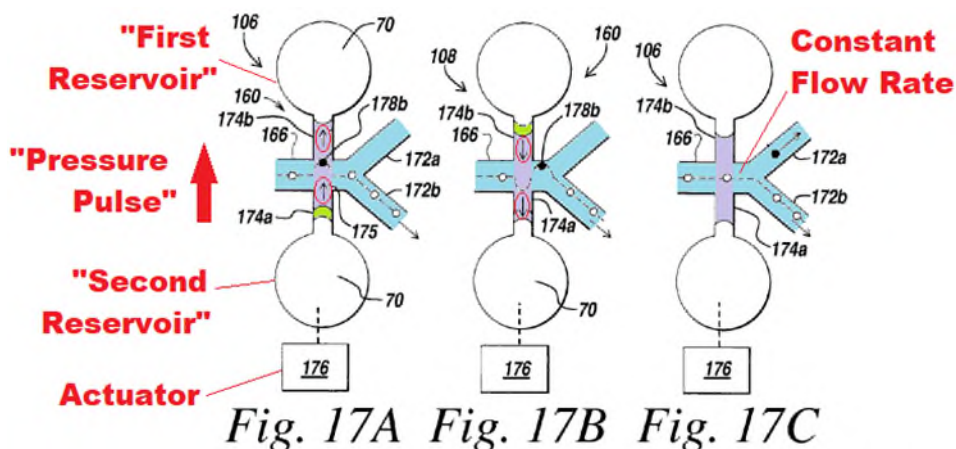 "First
Reservoir"
106
70
160
174b
178b
166
172a
172b
"Pressure
Pulse"
174a
175
"Second
Reservoir"
70
Actuator
176
Fig. 17A
108
160
174b
178b
166
174a
70
176
Fig. 17B
Constant
Flow Rate
106
174b
166
172a
172b
174a
176
Fig. 17C